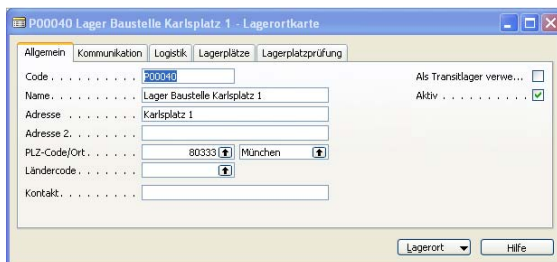 P00040 Lager Baustelle Karlsplatz 1 - Lagerortkarte
Allgemein Kommunikation Logistik Lagerplätze Lagerplatzprüfung
Code . . . . . . . . . . P00040 Als Transitlager verwe...
Name. . . . . . . . . . Lager Baustelle Karlsplatz 1 Aktiv . . . . . . . . . .
Adresse . . . . . . . . Karlsplatz 1
Adresse 2. . . . . . . .
PLZ-Code/Ort . . . . . . 80333 München
Ländercode . . . . . . .
Kontakt. . . . . . . . .
Lagerort Hilfe